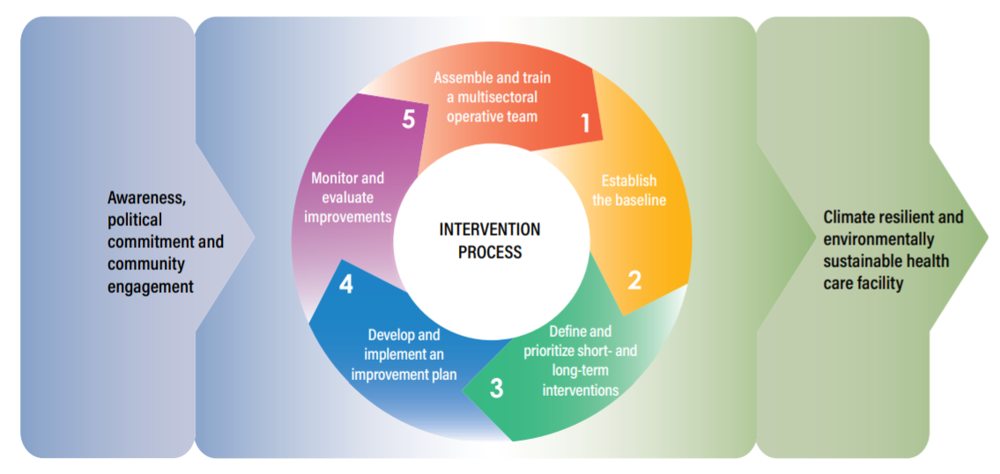 Awareness,
political
commitment and
community
engagement
INTERVENTION
PROCESS
Assemble and train
a multisectoral
operative team
1
Establish
the baseline
2
Define and
prioritize short- and
long-term
interventions
3
Develop and
implement an
improvement plan
4
Monitor and
evaluate
improvements
5
Climate resilient and
environmentally
sustainable health
care facility